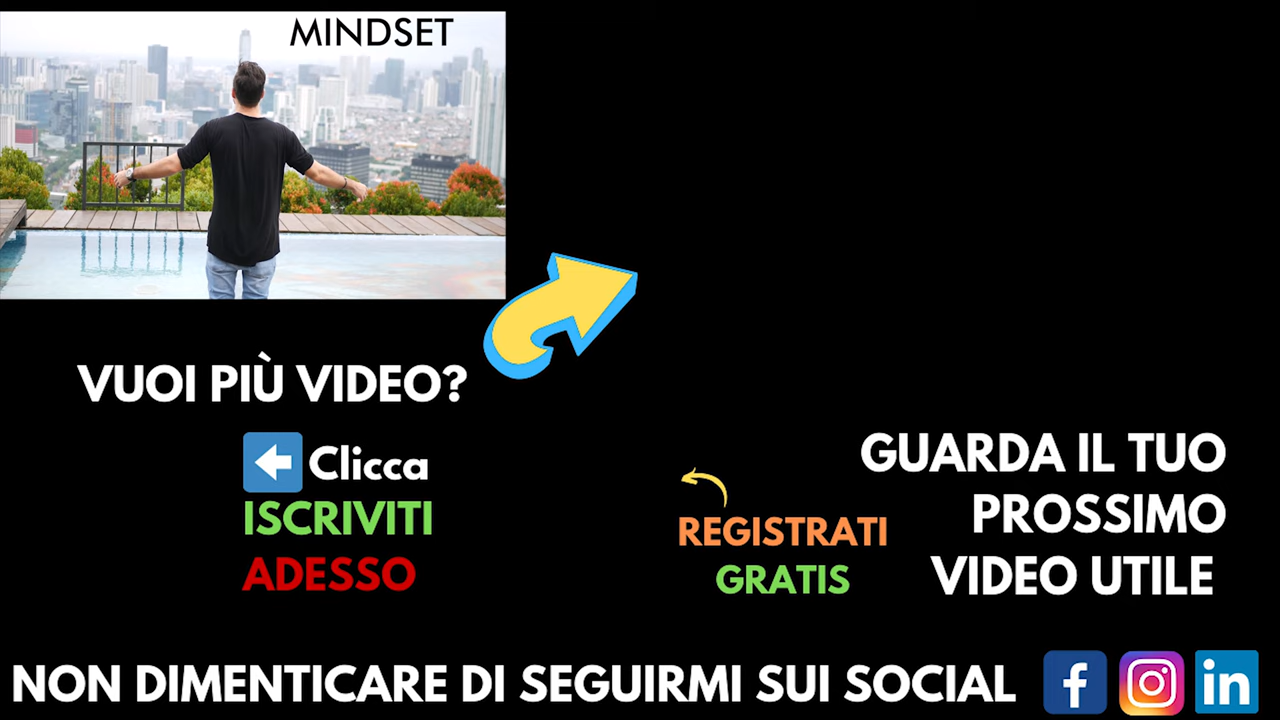 MINDSET
VUOI PIÙ VIDEO?
Clicca
ISCRIVITI
ADESSO
REGISTRATI
GRATIS
GUARDA IL TUO
PROSSIMO
VIDEO UTILE
NON DIMENTICARE DI SEGUIRMI SUI SOCIAL